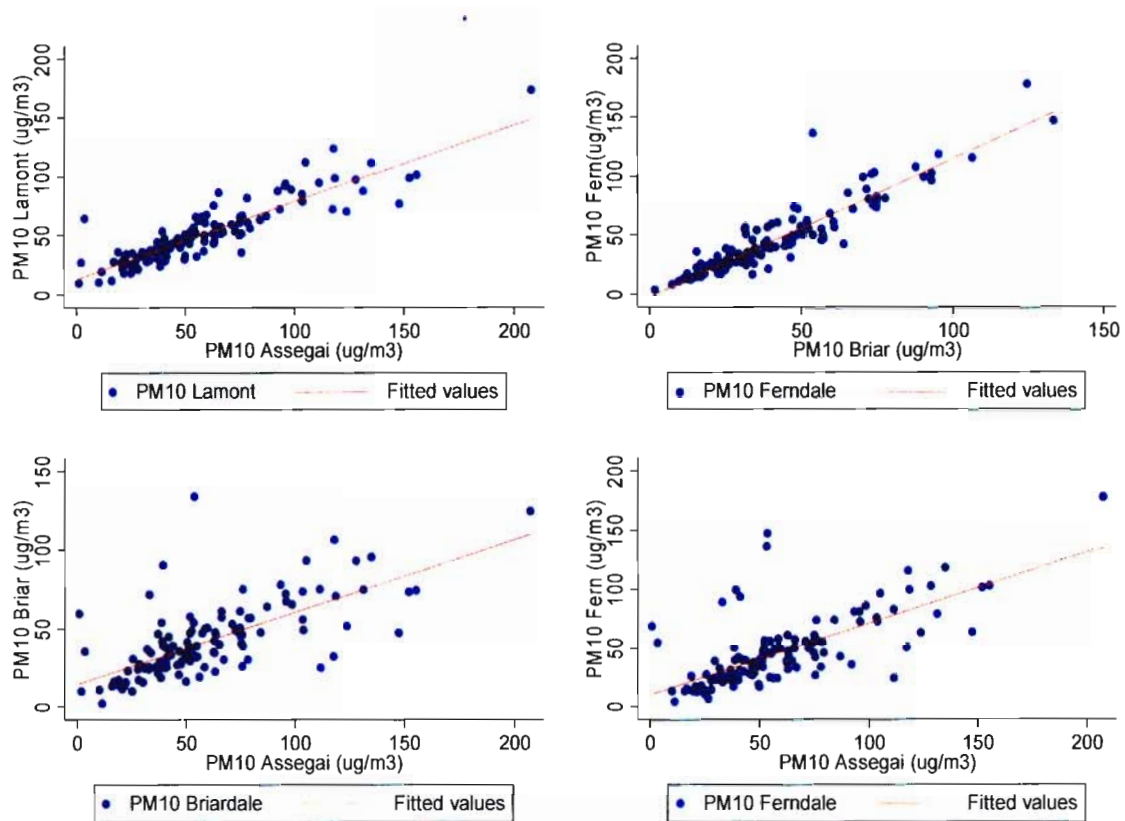 PM10 Lamont (ug/m3)
200
150
100
50
0
0 50 100 150 200
PM10 Assegai (ug/m3)
PM10 Lamont Fitted values
PM10 Fern(ug/m3)
200
150
100
50
0
0 50 100 150
PM10 Briar (ug/m3)
PM10 Ferndale Fitted values
PM10 Briar (ug/m3)
150
100
50
0
0 50 100 150 200
PM10 Assegai (ug/m3)
PM10 Briardale Fitted values
PM10 Fern (ug/m3)
200
150
100
50
0
0 50 100 150 200
PM10 Assegai (ug/m3)
PM10 Ferndale Fitted values